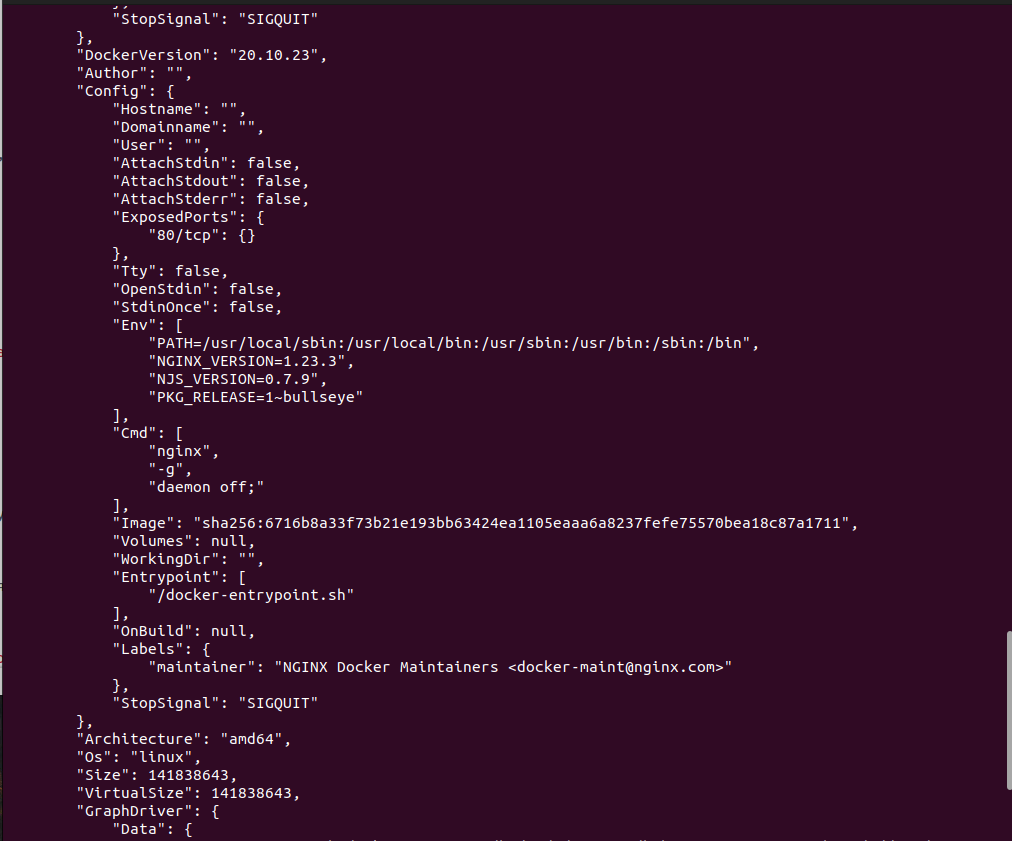 "StopSignal": "SIGQUIT"
},
"DockerVersion": "20.10.23",
"Author": "",
"Config": {
"Hostname": "",
"Domainname": "",
"User": "",
"AttachStdin": false,
"AttachStdout": false,
"AttachStderr": false,
"ExposedPorts": {
"80/tcp": {}
},
"Tty": false,
"OpenStdin": false,
"StdinOnce": false,
"Env": [
"PATH=/usr/local/sbin:/usr/local/bin:/usr/sbin:/usr/bin:/sbin:/bin",
"NGINX_VERSION=1.23.3",
"NJS_VERSION=0.7.9",
"PKG_RELEASE=1~bullseye"
],
"Cmd": [
"nginx",
"-g",
"daemon off;"
],
"Image": "sha256:6716b8a33f73b21e193bb63424ea1105eaaa6a8237fefe75570bea18c87a1711",
"Volumes": null,
"WorkingDir": "",
"Entrypoint": [
"/docker-entrypoint.sh"
],
"OnBuild": null,
"Labels": {
"maintainer": "NGINX Docker Maintainers <docker-maint@nginx.com>"
},
"StopSignal": "SIGQUIT"
},
"Architecture": "amd64",
"Os": "linux",
"Size": 141838643,
"VirtualSize": 141838643,
"GraphDriver": {
"Data": {